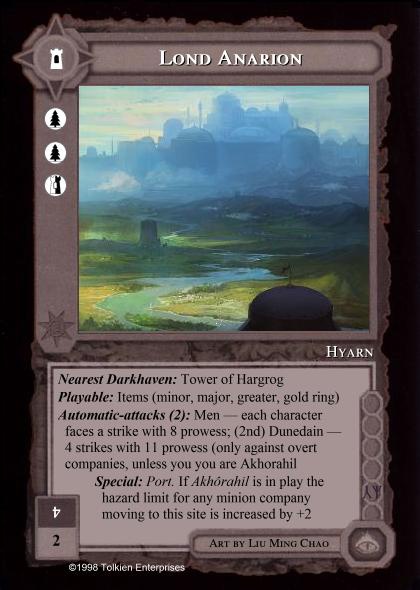 LOND ANARION
HYARN
Nearest Darkhaven: Tower of Hargrog
Playable: Items (minor, major, greater, gold ring)
Automatic-attacks (2): Men — each character
faces a strike with 8 prowess; (2nd) Dunedain —
4 strikes with 11 prowess (only against overt
companies, unless you you are Akhorahil
Special: Port. If Akhôrahil is in play the
hazard limit for any minion company
moving to this site is increased by +2
4
2
ART BY LIU MING CHAO
©1998 Tolkien Enterprises